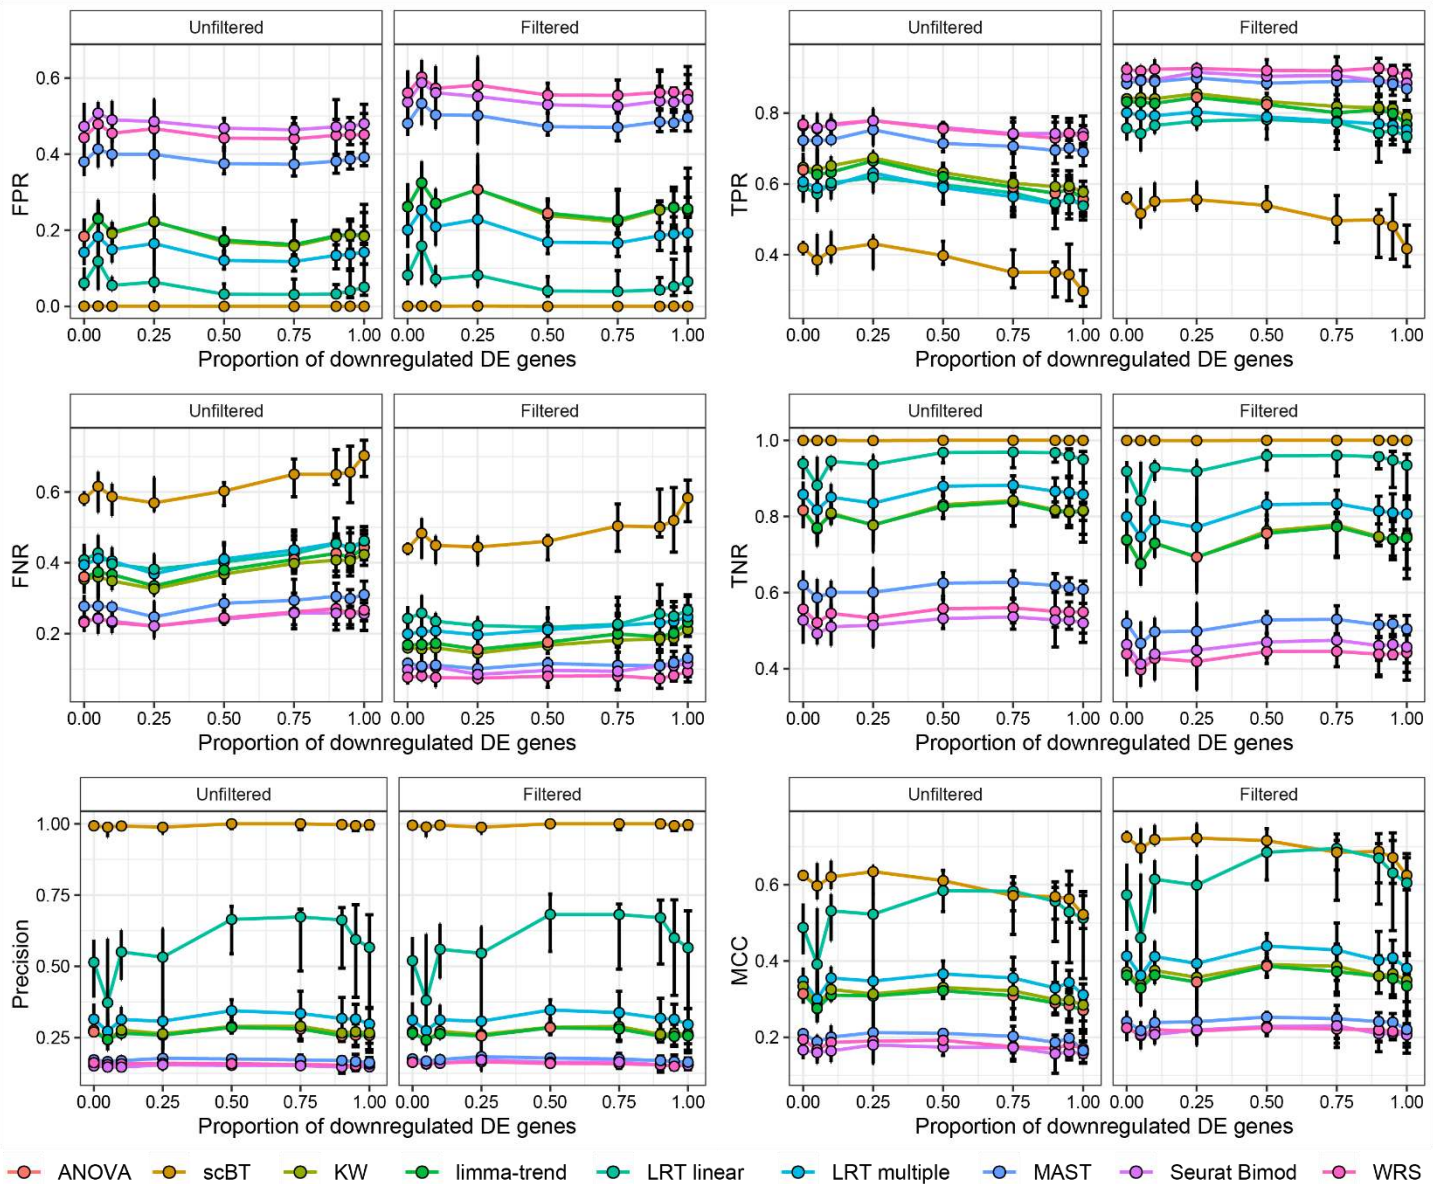 Unfiltered Filtered
FPR
0.6
0.4
0.2
0.0
0.00 0.25 0.50 0.75 1.00 0.00 0.25 0.50 0.75 1.00
Proportion of downregulated DE genes
Unfiltered Filtered
TPR
0.8
0.6
0.4
0.00 0.25 0.50 0.75 1.00 0.00 0.25 0.50 0.75 1.00
Proportion of downregulated DE genes
Unfiltered Filtered
FNR
0.6
0.4
0.2
0.00 0.25 0.50 0.75 1.00 0.00 0.25 0.50 0.75 1.00
Proportion of downregulated DE genes
Unfiltered Filtered
TNR
1.0
0.8
0.6
0.4
0.00 0.25 0.50 0.75 1.00 0.00 0.25 0.50 0.75 1.00
Proportion of downregulated DE genes
Unfiltered Filtered
Precision
1.00
0.75
0.50
0.25
0.00 0.25 0.50 0.75 1.00 0.00 0.25 0.50 0.75 1.00
Proportion of downregulated DE genes
Unfiltered Filtered
MCC
0.6
0.4
0.2
0.00 0.25 0.50 0.75 1.00 0.00 0.25 0.50 0.75 1.00
Proportion of downregulated DE genes
ANOVA scBT KW limma-trend LRT linear LRT multiple MAST Seurat Bimod WRS